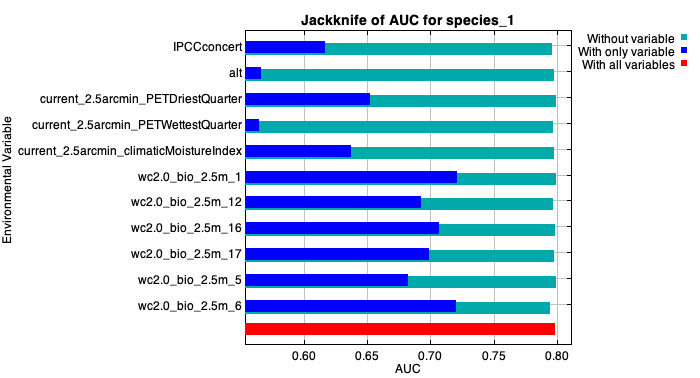 Jackknife of AUC for species_1
Without variable
With only variable
With all variables
Environmental Variable
IPCCconcert
alt
current_2.5arcmin_PETDriestQuarter
current_2.5arcmin_PETWettestQuarter
current_2.5arcmin_climaticMoistureIndex
wc2.0_bio_2.5m_1
wc2.0_bio_2.5m_12
wc2.0_bio_2.5m_16
wc2.0_bio_2.5m_17
wc2.0_bio_2.5m_5
wc2.0_bio_2.5m_6
0.60 0.65 0.70 0.75 0.80
AUC